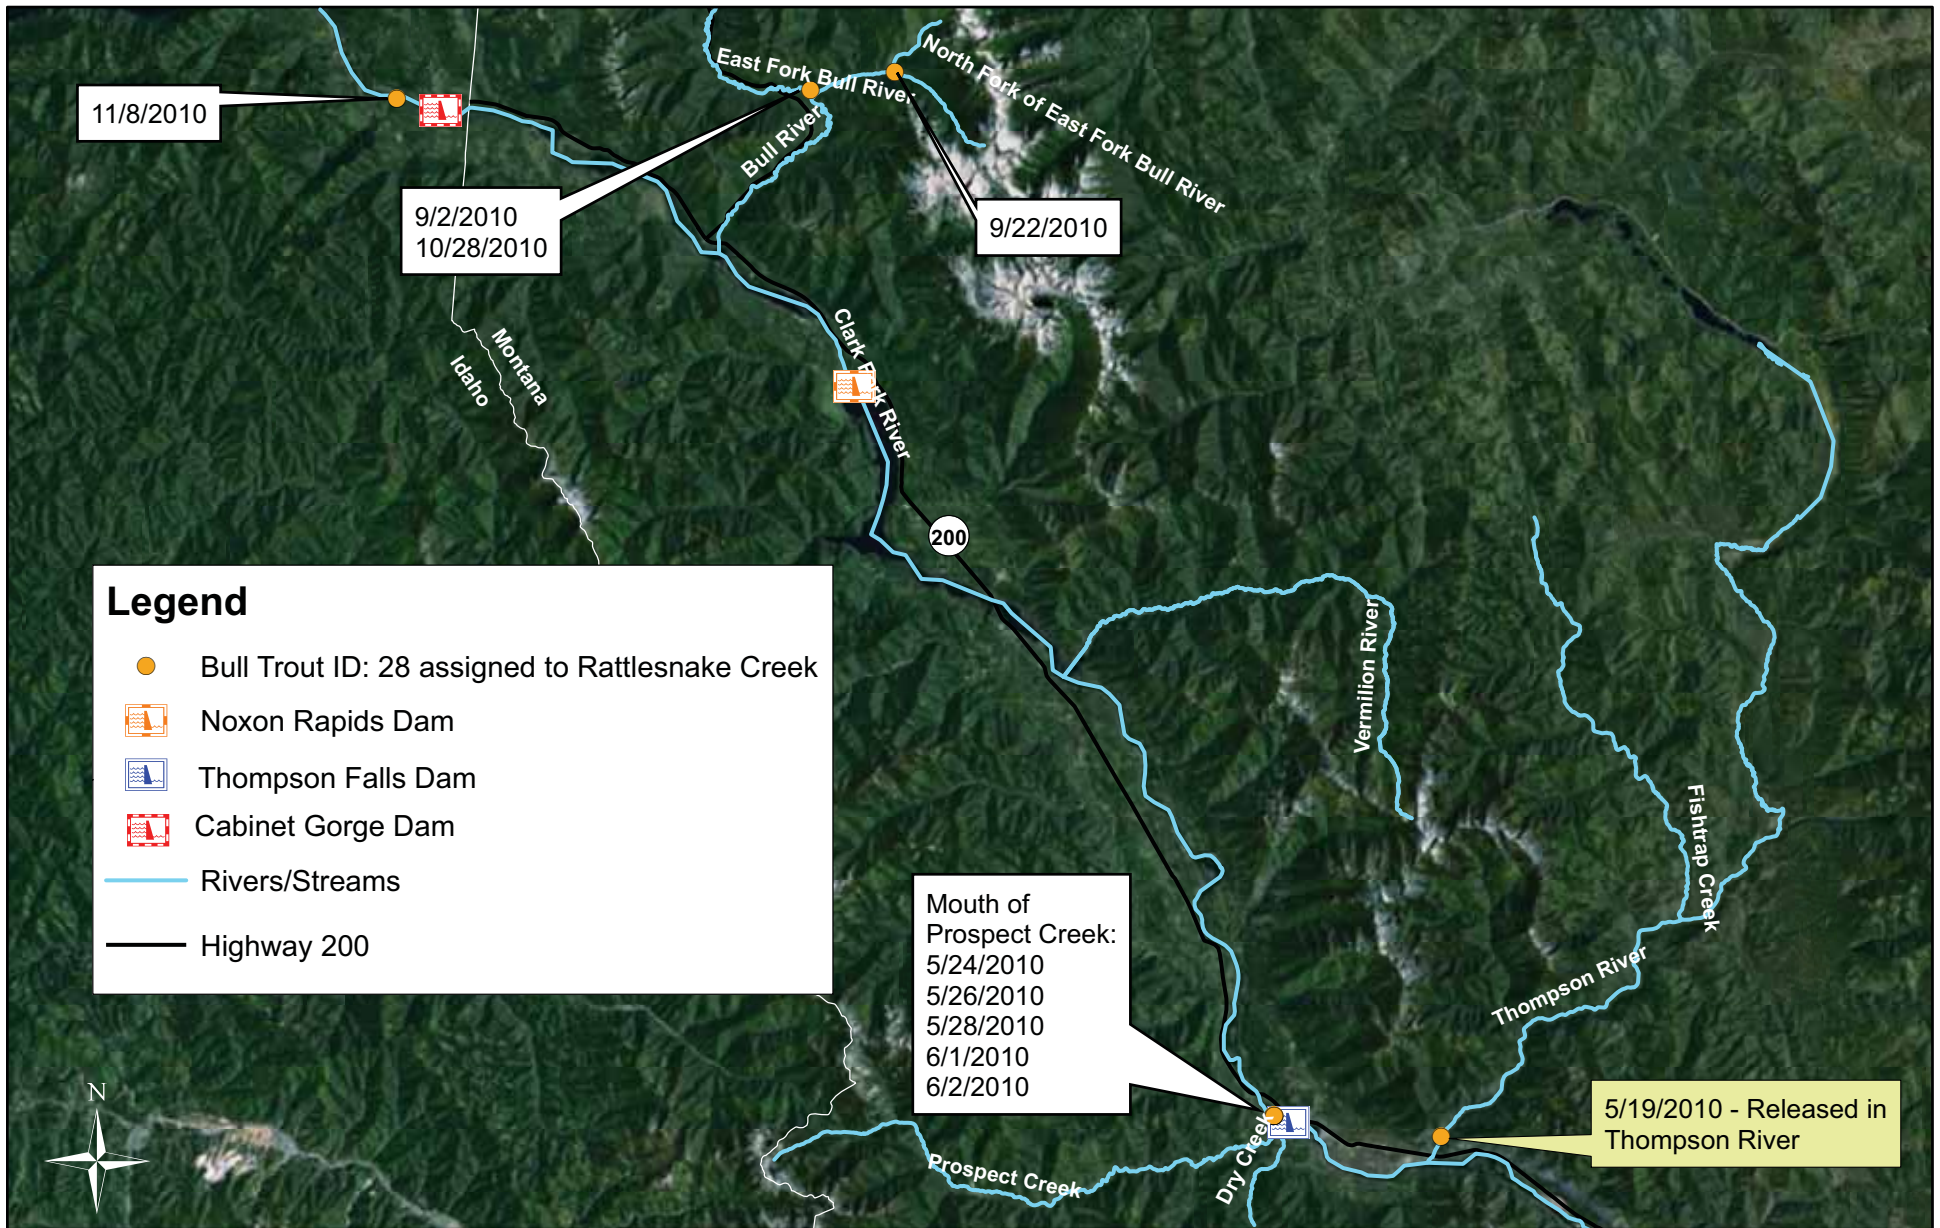 East Fork Bull River
North Fork of East Fork Bull River
11/8/2010
Bull River
9/2/2010
10/28/2010
9/22/2010
Clark Fork River
Montana
Idaho
200
Legend
Bull Trout ID: 28 assigned to Rattlesnake Creek
Noxon Rapids Dam
Thompson Falls Dam
Cabinet Gorge Dam
Rivers/Streams
Highway 200
Vermilion River
Fishtrap Creek
Thompson River
Mouth of
Prospect Creek:
5/24/2010
5/26/2010
5/28/2010
6/1/2010
6/2/2010
5/19/2010 - Released in
Thompson River
Dry Creek
Prospect Creek
N